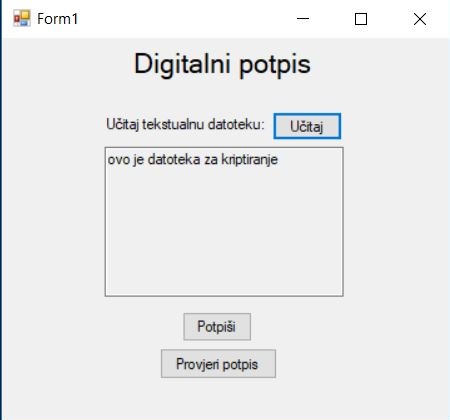 Form1
Digitalni potpis
Učitaj tekstualnu datoteku: Učitaj
ovo je datoteka za kriptiranje
Potpiši
Provjeri potpis